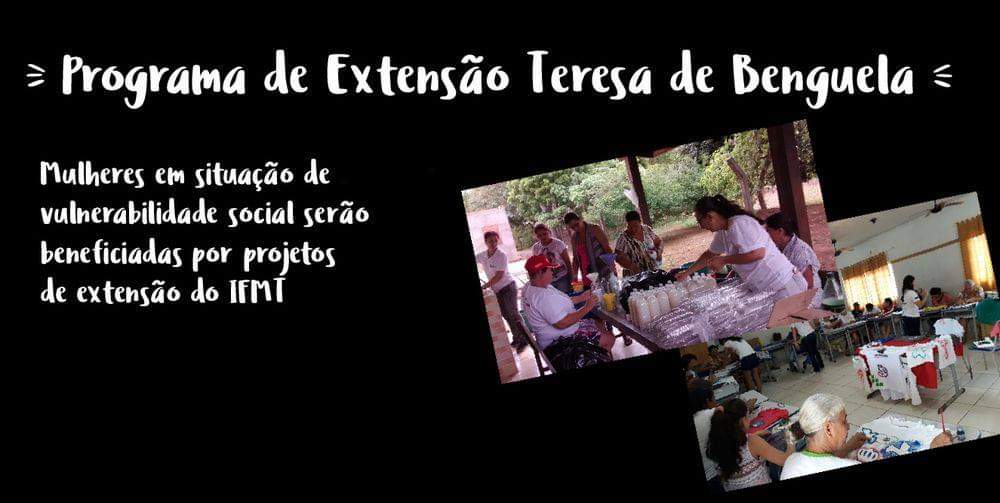 Programa de Extensão Teresa de Benguela
Mulheres em situação de
vulnerabilidade social serão
beneficiadas por projetos
de extensão do IFMT